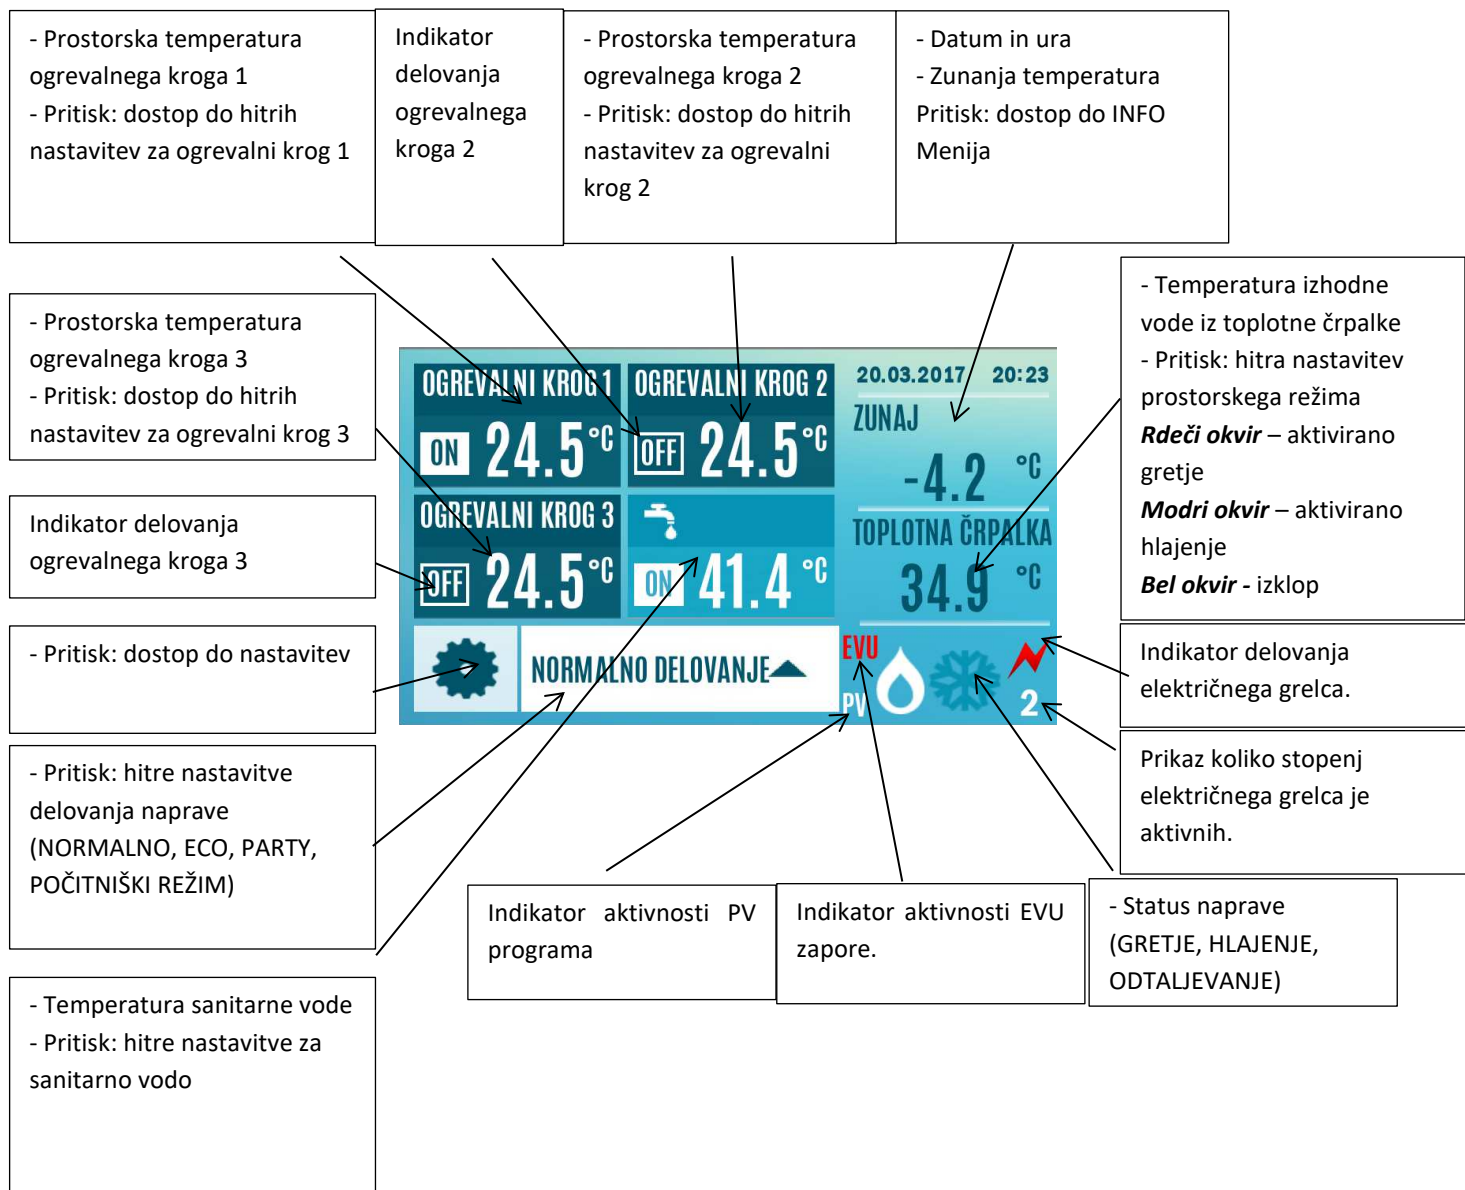 - Prostorska temperatura
ogrevalnega kroga 1
- Pritisk: dostop do hitrih
nastavitev za ogrevalni krog 1
Indikator
delovanja
ogrevalnega
kroga 2
- Prostorska temperatura
ogrevalnega kroga 2
- Pritisk: dostop do hitrih
nastavitev za ogrevalni
krog 2
- Datum in ura
- Zunanja temperatura
Pritisk: dostop do INFO
Menija
- Prostorska temperatura
ogrevalnega kroga 3
- Pritisk: dostop do hitrih
nastavitev za ogrevalni krog 3
Indikator delovanja
ogrevalnega kroga 3
- Pritisk: dostop do nastavitev
- Pritisk: hitre nastavitve
delovanja naprave
(NORMALNO, ECO, PARTY,
POČITNIŠKI REŽIM)
- Temperatura sanitarne vode
- Pritisk: hitre nastavitve za
sanitarno vodo
OGREVALNI KROG 1
ON 24.5°C
OGREVALNI KROG 2
OFF 24.5°C
OGREVALNI KROG 3
OFF 24.5°C
ON 41.4 °C
NORMALNO DELOVANJE
20.03.2017 20:23
ZUNAJ
-4.2 °C
TOPLOTNA ČRPALKA
34.9 °C
EVU
PV
2
- Temperatura izhodne
vode iz toplotne črpalke
- Pritisk: hitra nastavitev
prostorskega režima
Rdeči okvir – aktivirano
gretje
Modri okvir – aktivirano
hlajenje
Bel okvir - izklop
Indikator delovanja
električnega grelca.
Prikaz koliko stopenj
električnega grelca je
aktivnih.
Indikator aktivnosti PV
programa
Indikator aktivnosti EVU
zapore.
- Status naprave
(GRETJE, HLAJENJE,
ODTALJEVANJE)